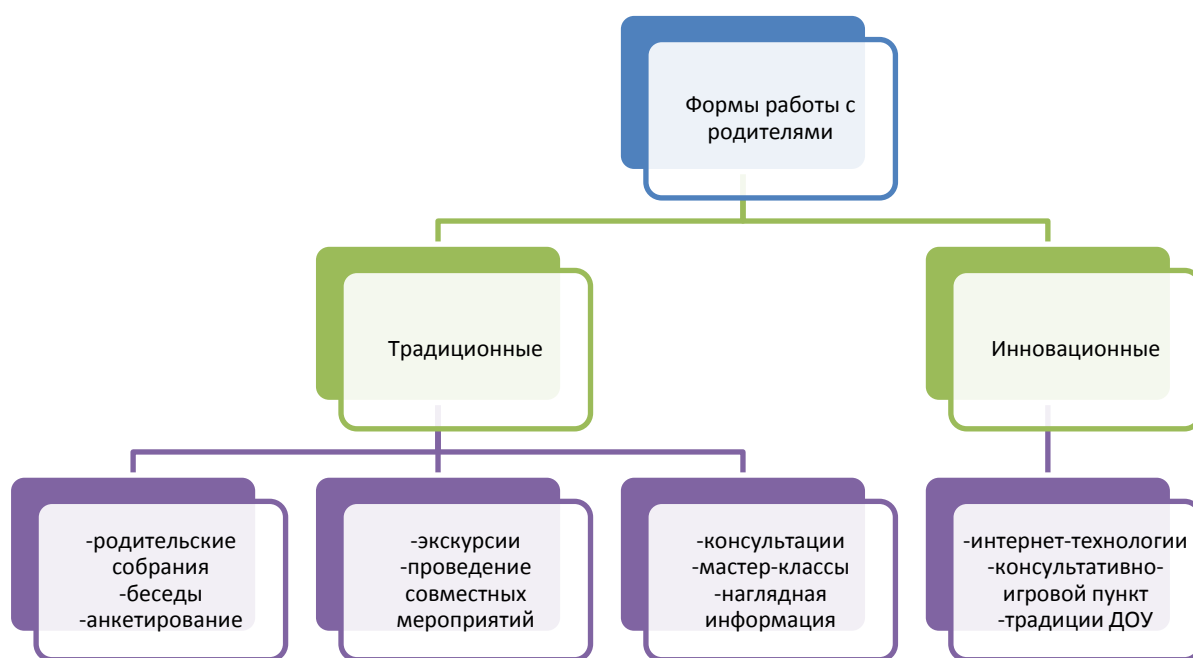 Формы работы с
родителями
Традиционные
Инновационные
-родительские
собрания
-беседы
-анкетирование
-экскурсии
-проведение
совместных
мероприятий
-консультации
-мастер-классы
-наглядная
информация
-интернет-технологии
-консультативно-
игровой пункт
-традиции ДОУ